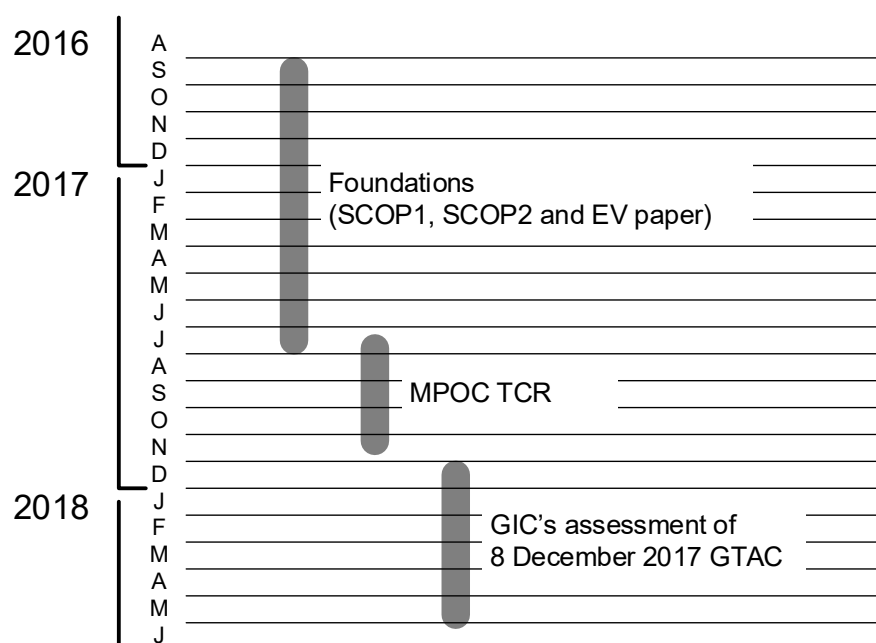 2016
A
S
O
N
D
2017
J
F
M
A
M
J
J
A
S
O
N
D
2018
J
F
M
A
M
J
Foundations
(SCOP1, SCOP2 and EV paper)
MPOC TCR
GIC’s assessment of
8 December 2017 GTAC